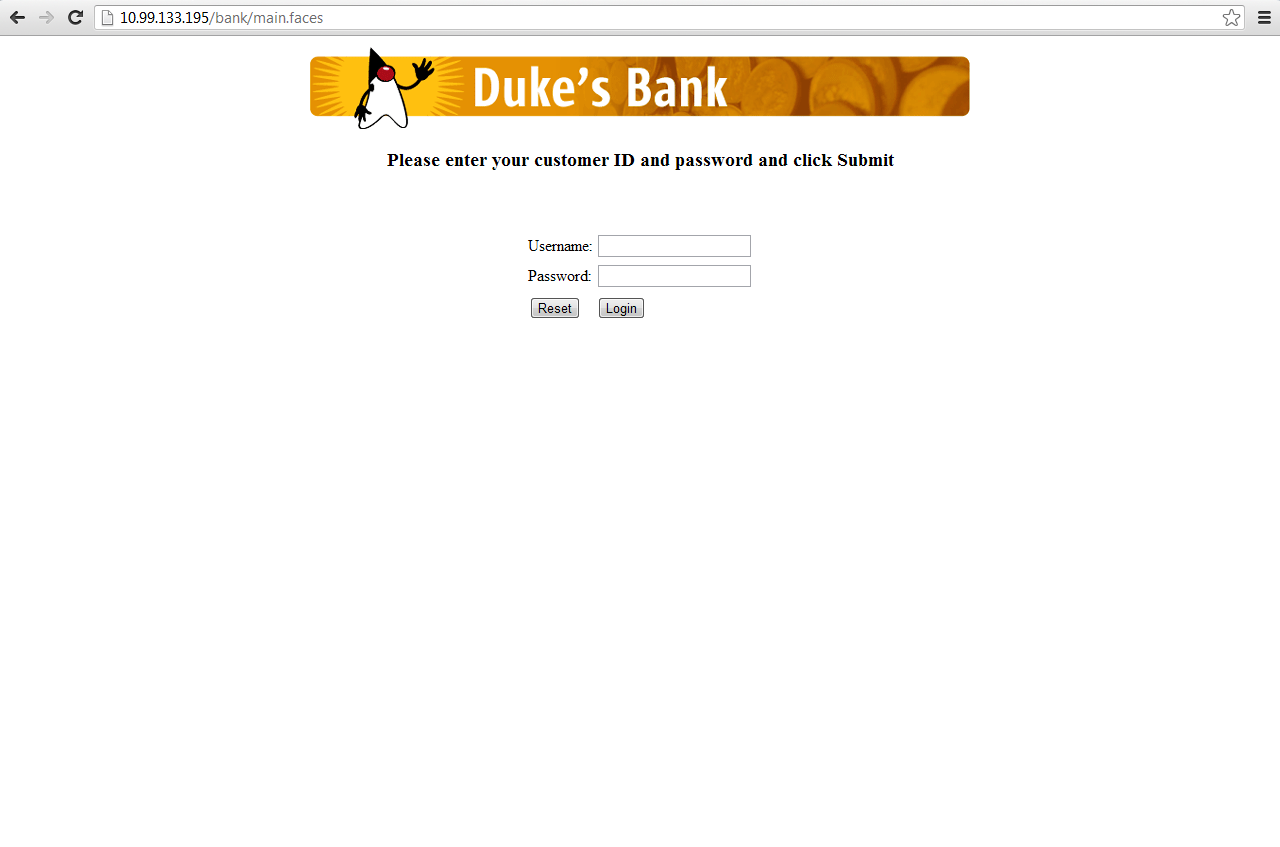 10.99.133.195/bank/main.faces
Duke's Bank
Please enter your customer ID and password and click Submit
Username:
Password:
Reset Login